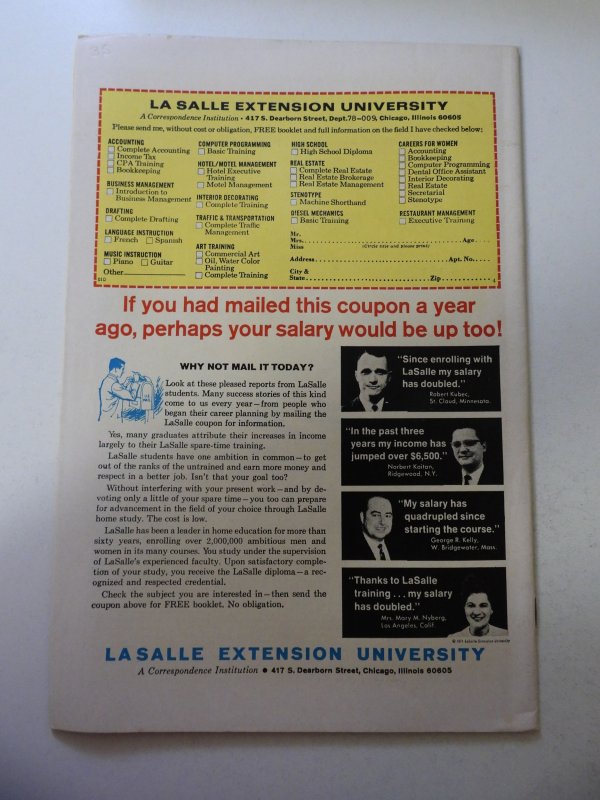 35
LA SALLE EXTENSION UNIVERSITY
A Correspondence Institution • 417 S. Dearborn Street, Dept. 78-009, Chicago, Illinois 60605
Please send me, without cost or obligation, FREE booklet and full information on the field I have checked below:
ACCOUNTING
Complete Accounting
Income Tax
CPA Training
Bookkeeping
BUSINESS MANAGEMENT
Introduction to
Business Management
DRAFTING
Complete Drafting
LANGUAGE INSTRUCTION
French Spanish
MUSIC INSTRUCTION
Piano Guitar
Other
COMPUTER PROGRAMMING
Basic Training
HOTEL/MOTEL MANAGEMENT
Hotel Executive
Training
Motel Management
INTERIOR DECORATING
Complete Training
TRAFFIC & TRANSPORTATION
Complete Traffic
Management
ART TRAINING
Commercial Art
Oil, Water Color
Painting
Complete Training
HIGH SCHOOL
High School Diploma
REAL ESTATE
Complete Real Estate
Real Estate Brokerage
Real Estate Management
STENOTYPE
Machine Shorthand
DIESEL MECHANICS
Basic Training
CAREERS FOR WOMEN
Accounting
Bookkeeping
Computer Programming
Dental Office Assistant
Interior Decorating
Real Estate
Secretarial
Stenotype
RESTAURANT MANAGEMENT
Executive Training
Mr.
Mrs. Age
Miss (Circle title and please print)
Address Apt. No.
City &
State Zip
If you had mailed this coupon a year
ago, perhaps your salary would be up too!
WHY NOT MAIL IT TODAY?
Look at these pleased reports from LaSalle
students. Many success stories of this kind
come to us every year—from people who
began their career planning by mailing the
LaSalle coupon for information.
Yes, many graduates attribute their increases in income
largely to their LaSalle spare-time training.
LaSalle students have one ambition in common—to get
out of the ranks of the untrained and earn more money and
respect in a better job. Isn't that your goal too?
Without interfering with your present work—and by de-
voting only a little of your spare time—you too can prepare
for advancement in the field of your choice through LaSalle
home study. The cost is low.
LaSalle has been a leader in home education for more than
sixty years, enrolling over 2,000,000 ambitious men and
women in its many courses. You study under the supervision
of LaSalle's experienced faculty. Upon satisfactory comple-
tion of your study, you receive the LaSalle diploma—a rec-
ognized and respected credential.
Check the subject you are interested in—then send the
coupon above for FREE booklet. No obligation.
"Since enrolling with
LaSalle my salary
has doubled."
Robert Kubec,
St. Cloud, Minnesota.
"In the past three
years my income has
jumped over $6,500."
Norbert Kaitan,
Ridgewood, N.Y.
"My salary has
quadrupled since
starting the course."
George R. Kelly,
W. Bridgewater, Mass.
"Thanks to LaSalle
training . . . my salary
has doubled."
Mrs. Mary M. Nyberg,
Los Angeles, Calif.
© 1971 LaSalle Extension University
LASALLE EXTENSION UNIVERSITY
A Correspondence Institution • 417 S. Dearborn Street, Chicago, Illinois 60605